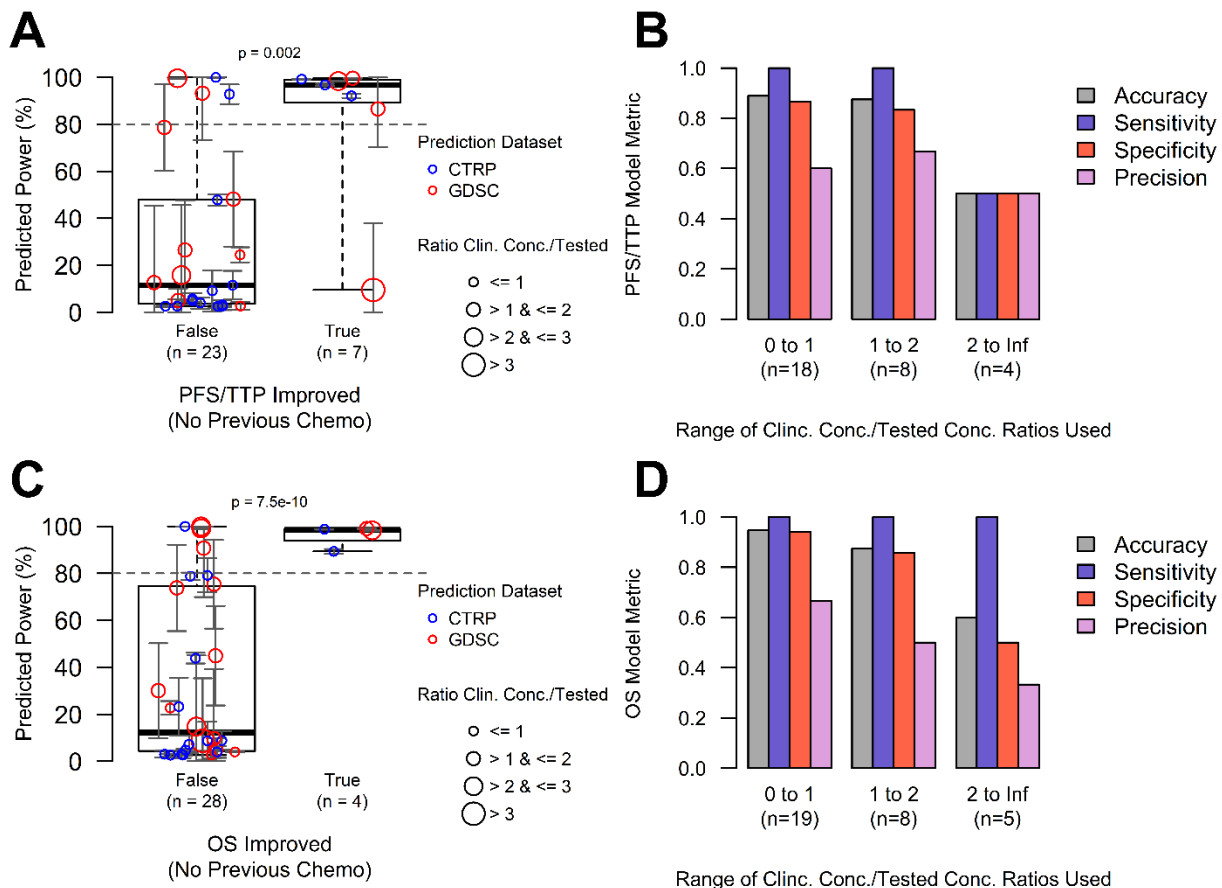 A
p = 0.002
Predicted Power (%)
100
80
60
40
20
0
False
(n = 23)
True
(n = 7)
PFS/TTP Improved
(No Previous Chemo)
Prediction Dataset
CTRP
GDSC
Ratio Clin. Conc./Tested
<= 1
> 1 & <= 2
> 2 & <= 3
> 3
B
PFS/TTP Model Metric
1.0
0.8
0.6
0.4
0.2
0.0
0 to 1
(n=18)
1 to 2
(n=8)
2 to Inf
(n=4)
Range of Clinc. Conc./Tested Conc. Ratios Used
Accuracy
Sensitivity
Specificity
Precision
C
p = 7.5e-10
Predicted Power (%)
100
80
60
40
20
0
False
(n = 28)
True
(n = 4)
OS Improved
(No Previous Chemo)
Prediction Dataset
CTRP
GDSC
Ratio Clin. Conc./Tested
<= 1
> 1 & <= 2
> 2 & <= 3
> 3
D
OS Model Metric
1.0
0.8
0.6
0.4
0.2
0.0
0 to 1
(n=19)
1 to 2
(n=8)
2 to Inf
(n=5)
Range of Clinc. Conc./Tested Conc. Ratios Used
Accuracy
Sensitivity
Specificity
Precision